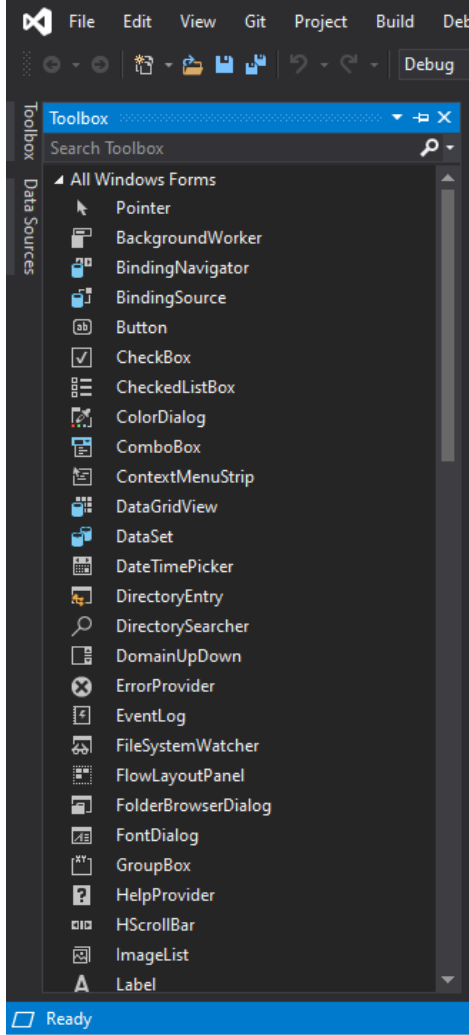 File Edit View Git Project Build
Debug
Toolbox
Data Sources
Toolbox
Search Toolbox
All Windows Forms
Pointer
BackgroundWorker
BindingNavigator
BindingSource
Button
CheckBox
CheckedListBox
ColorDialog
ComboBox
ContextMenuStrip
DataGridView
DataSet
DateTimePicker
DirectoryEntry
DirectorySearcher
DomainUpDown
ErrorProvider
EventLog
FileSystemWatcher
FlowLayoutPanel
FolderBrowserDialog
FontDialog
GroupBox
HelpProvider
HScrollBar
ImageList
Label
Ready